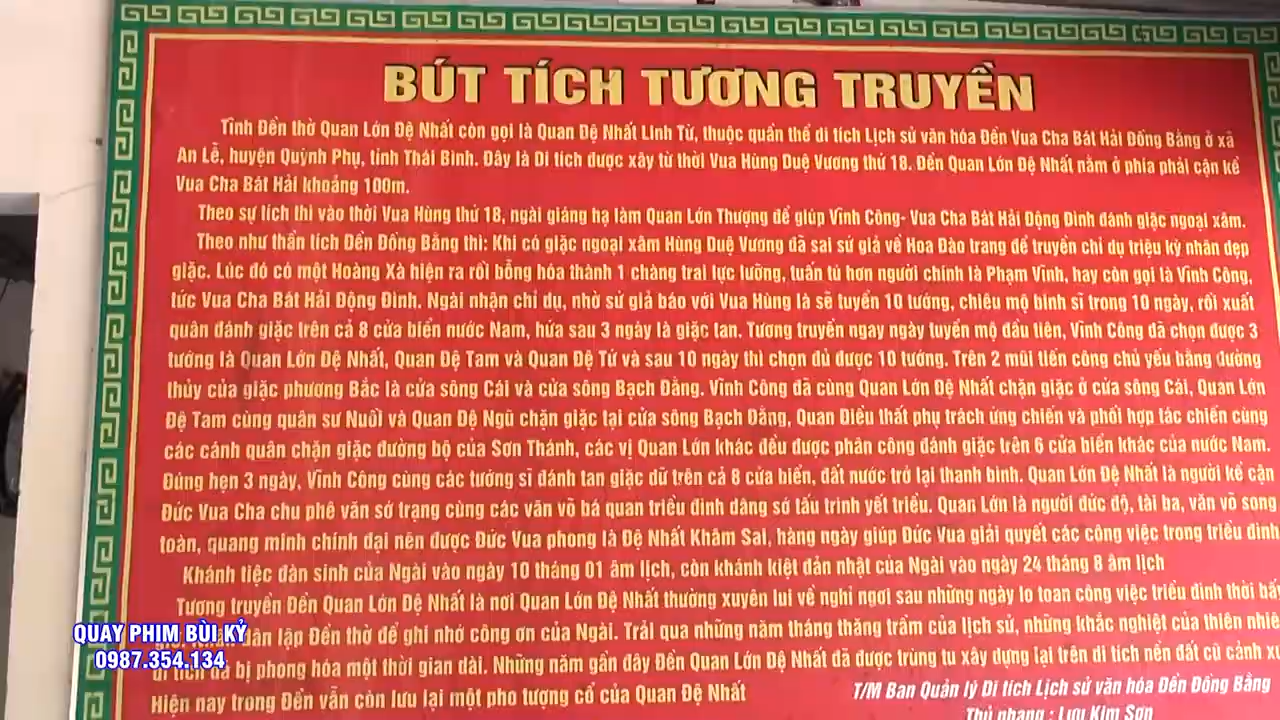 BÚT TÍCH TƯƠNG TRUYỀN
Tình Đền thờ Quan Lớn Đệ Nhất còn gọi là Quan Đệ Nhất Linh Từ, thuộc quần thể di tích Lịch sử văn hóa Đền Vua Cha Bát Hải Đồng Bằng ở xã
An Lễ, huyện Quỳnh Phụ, tỉnh Thái Bình. Đây là Di tích được xây từ thời Vua Hùng Duệ Vương thứ 18. Đền Quan Lớn Đệ Nhất nằm ở phía phải cận kề
Vua Cha Bát Hải khoảng 100m.
Theo sự tích thì vào thời Vua Hùng thứ 18, ngài giáng hạ làm Quan Lớn Thượng để giúp Vĩnh Công- Vua Cha Bát Hải Động Đình đánh giặc ngoại xâm.
Theo như thần tích Đền Đồng Bằng thì: Khi có giặc ngoại xâm Hùng Duệ Vương đã sai sứ giả về Hoa Đào trang để truyền chỉ dụ triệu kỳ nhân dẹp
giặc. Lúc đó có một Hoàng Xà hiện ra rồi bỗng hóa thành 1 chàng trai lực lưỡng, tuấn tú hơn người chính là Phạm Vĩnh, hay còn gọi là Vĩnh Công,
tức Vua Cha Bát Hải Động Đình. Ngài nhận chỉ dụ, nhờ sứ giả báo với Vua Hùng là sẽ tuyển 10 tướng, chiêu mộ binh sĩ trong 10 ngày, rồi xuất
quân đánh giặc trên cả 8 cửa biển nước Nam, hứa sau 3 ngày là giặc tan. Tương truyền ngay ngày tuyển mộ đầu tiên, Vĩnh Công đã chọn được 3
tướng là Quan Lớn Đệ Nhất, Quan Đệ Tam và Quan Đệ Tứ và sau 10 ngày thì chọn đủ được 10 tướng. Trên 2 mũi tiến công chủ yếu bằng đường
thủy của giặc phương Bắc là cửa sông Cái và cửa sông Bạch Đằng. Vĩnh Công đã cùng Quan Lớn Đệ Nhất chặn giặc ở cửa sông Cái, Quan Lớn
Đệ Tam cùng quân sư Nuồi và Quan Đệ Ngũ chặn giặc tại cửa sông Bạch Đằng, Quan Điều thất phụ trách ứng chiến và phối hợp tác chiến cùng
các cánh quân chặn giặc đường bộ của Sơn Thánh, các vị Quan Lớn khác đều được phân công đánh giặc trên 6 cửa biển khác của nước Nam.
Đúng hẹn 3 ngày, Vĩnh Công cùng các tướng sĩ đánh tan giặc dữ trên cả 8 cửa biển, đất nước trở lại thanh bình. Quan Lớn Đệ Nhất là người kề cận
Đức Vua Cha chu phê văn sớ trạng cùng các văn võ bá quan triều đình dâng sớ tấu trình yết triều. Quan Lớn là người đức độ, tài ba, văn võ song
toàn, quang minh chính đại nên được Đức Vua phong là Đệ Nhất Khâm Sai, hàng ngày giúp Đức Vua giải quyết các công việc trong triều đình
Khánh tiệc đàn sinh của Ngài vào ngày 10 tháng 01 âm lịch, còn khánh kiệt đản nhật của Ngài vào ngày 24 tháng 8 âm lịch
Tương truyền Đền Quan Lớn Đệ Nhất là nơi Quan Lớn Đệ Nhất thường xuyên lui về nghỉ ngơi sau những ngày lo toan công việc triều đình thời bấ
lập Đền thờ để ghi nhớ công ơn của Ngài. Trải qua những năm tháng thăng trầm của lịch sử, những khắc nghiệt của thiên nhiê
bị phong hóa một thời gian dài. Những năm gần đây Đền Quan Lớn Đệ Nhất đã được trùng tu xây dựng lại trên di tích nền đất cũ cảnh xư
Hiện nay trong Đền vẫn còn lưu lại một pho tượng cổ của Quan Đệ Nhất
T/M Ban Quản lý Di tích Lịch sử văn hóa Đền Đồng Bằng
Thủ nhang : Lưu Kim Sơn
QUAY PHIM BÙI KỶ
0987.354.134